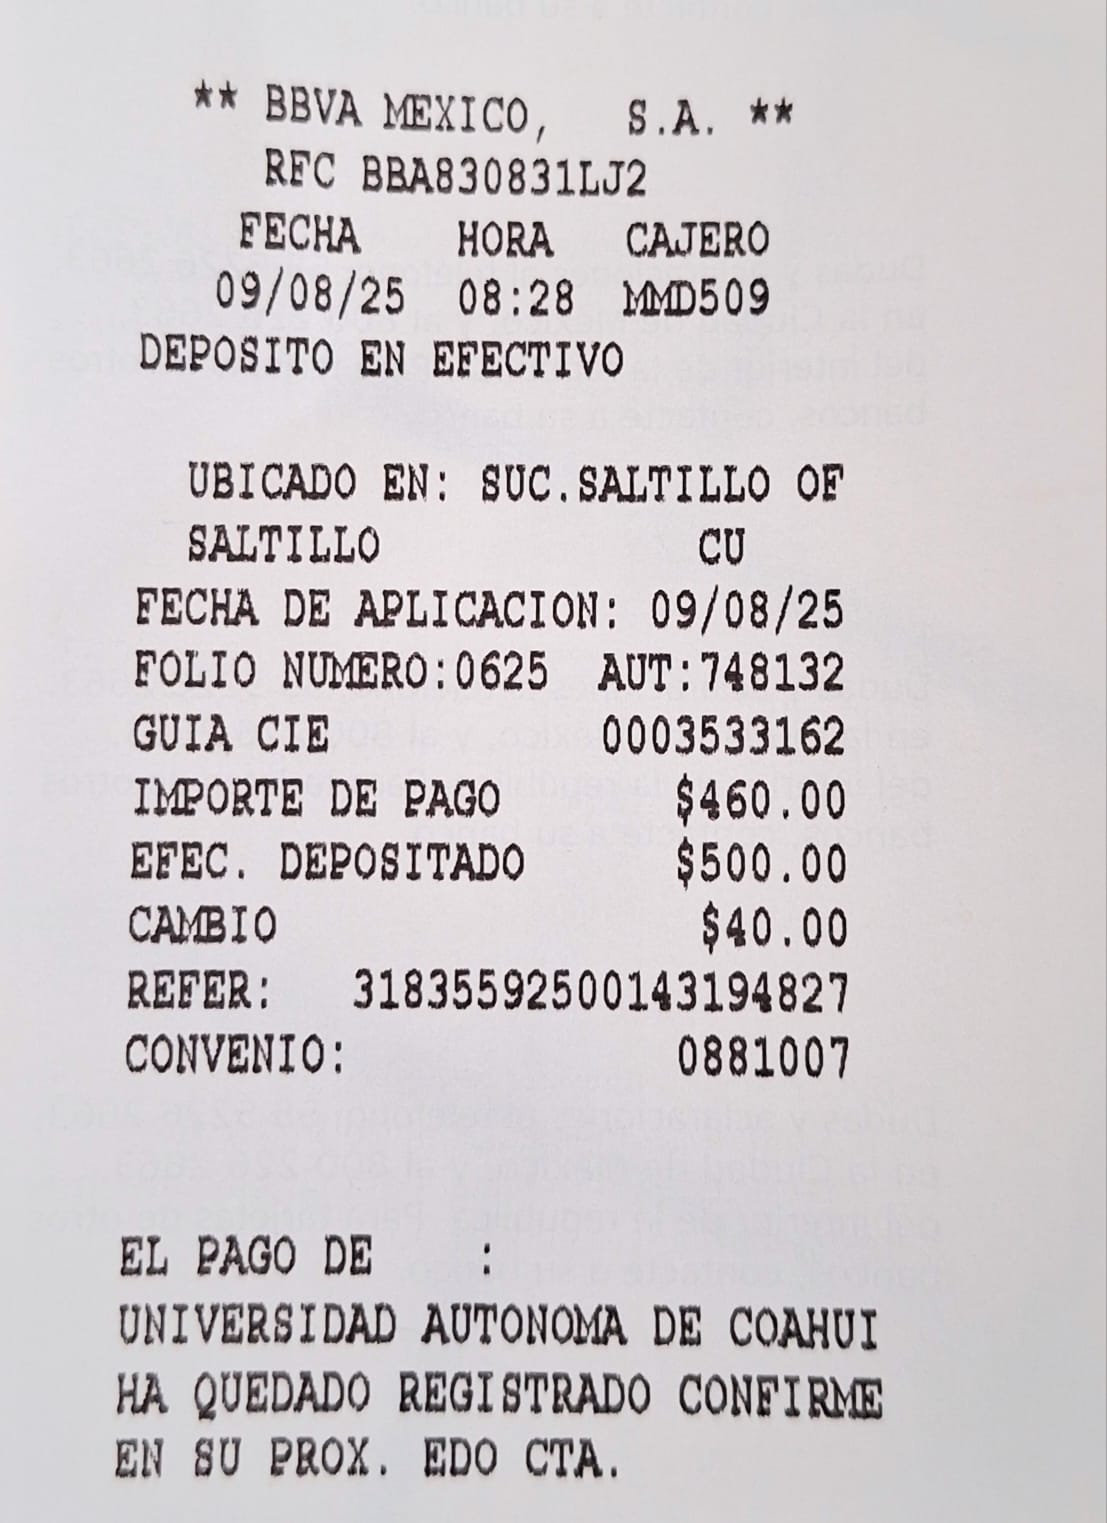 ** BBVA MEXICO, S.A. **
RFC BBA830831LJ2
FECHA HORA CAJERO
09/08/25 08:28 MMD509
DEPOSITO EN EFECTIVO
UBICADO EN: SUC.SALTILLO OF
SALTILLO CU
FECHA DE APLICACION: 09/08/25
FOLIO NUMERO:0625 AUT:748132
GUIA CIE 0003533162
IMPORTE DE PAGO $460.00
EFEC. DEPOSITADO $500.00
CAMBIO $40.00
REFER: 31835592500143194827
CONVENIO: 0881007
EL PAGO DE :
UNIVERSIDAD AUTONOMA DE COAHUI
HA QUEDADO REGISTRADO CONFIRME
EN SU PROX. EDO CTA.